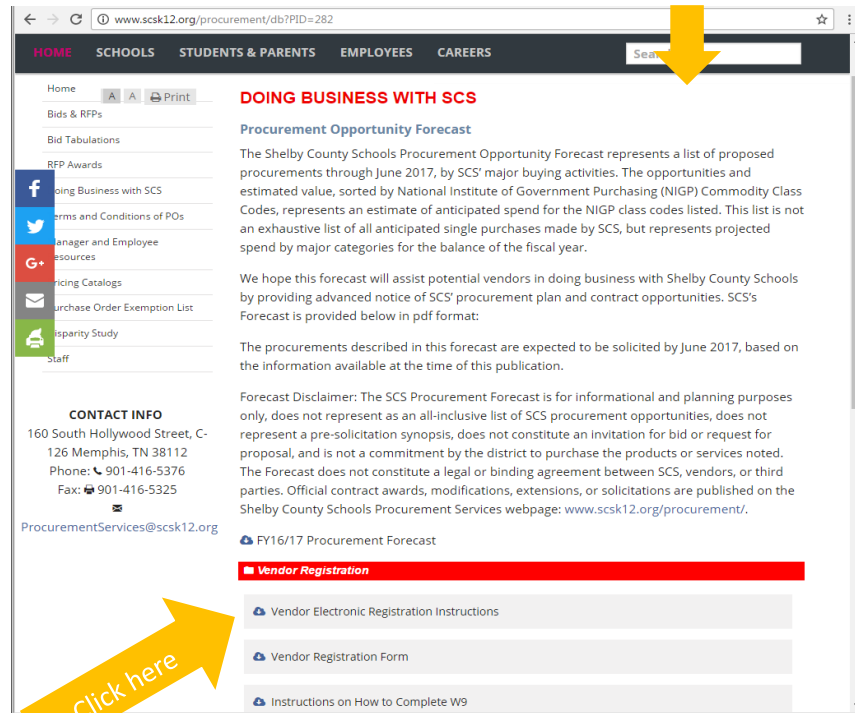 www.scsk12.org/procurement/db?PID=282
HOME SCHOOLS STUDENTS & PARENTS EMPLOYEES CAREERS
Home
A A Print
Bids & RFPs
Bid Tabulations
RFP Awards
oing Business with SCS
erms and Conditions of POs
anager and Employee
esources
ricing Catalogs
urchase Order Exemption List
isparity Study
Staff
CONTACT INFO
160 South Hollywood Street, C-
126 Memphis, TN 38112
Phone: 901-416-5376
Fax: 901-416-5325
ProcurementServices@scsk12.org
DOING BUSINESS WITH SCS
Procurement Opportunity Forecast
The Shelby County Schools Procurement Opportunity Forecast represents a list of proposed
procurements through June 2017, by SCS' major buying activities. The opportunities and
estimated value, sorted by National Institute of Government Purchasing (NIGP) Commodity Class
Codes, represents an estimate of anticipated spend for the NIGP class codes listed. This list is not
an exhaustive list of all anticipated single purchases made by SCS, but represents projected
spend by major categories for the balance of the fiscal year.
We hope this forecast will assist potential vendors in doing business with Shelby County Schools
by providing advanced notice of SCS' procurement plan and contract opportunities. SCS's
Forecast is provided below in pdf format:
The procurements described in this forecast are expected to be solicited by June 2017, based on
the information available at the time of this publication.
Forecast Disclaimer: The SCS Procurement Forecast is for informational and planning purposes
only, does not represent as an all-inclusive list of SCS procurement opportunities, does not
represent a pre-solicitation synopsis, does not constitute an invitation for bid or request for
proposal, and is not a commitment by the district to purchase the products or services noted.
The Forecast does not constitute a legal or binding agreement between SCS, vendors, or third
parties. Official contract awards, modifications, extensions, or solicitations are published on the
Shelby County Schools Procurement Services webpage: www.scsk12.org/procurement/.
FY16/17 Procurement Forecast
Vendor Registration
Vendor Electronic Registration Instructions
Vendor Registration Form
Instructions on How to Complete W9
Click here